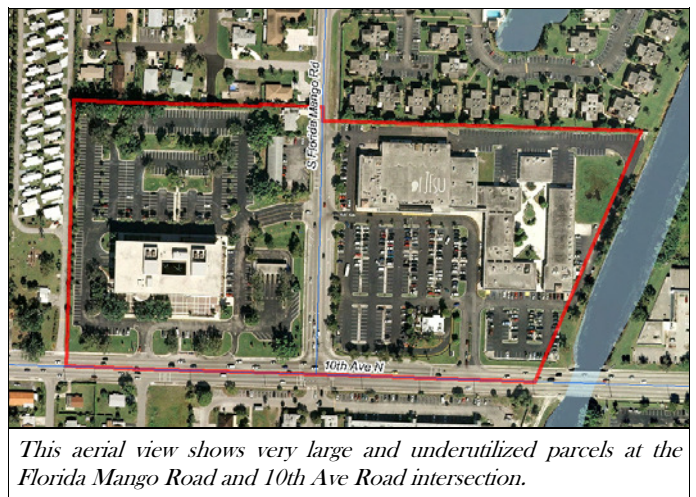 S Florida Mango Rd
10th Ave N
This aerial view shows very large and underutilized parcels at the
Florida Mango Road and 10th Ave Road intersection.